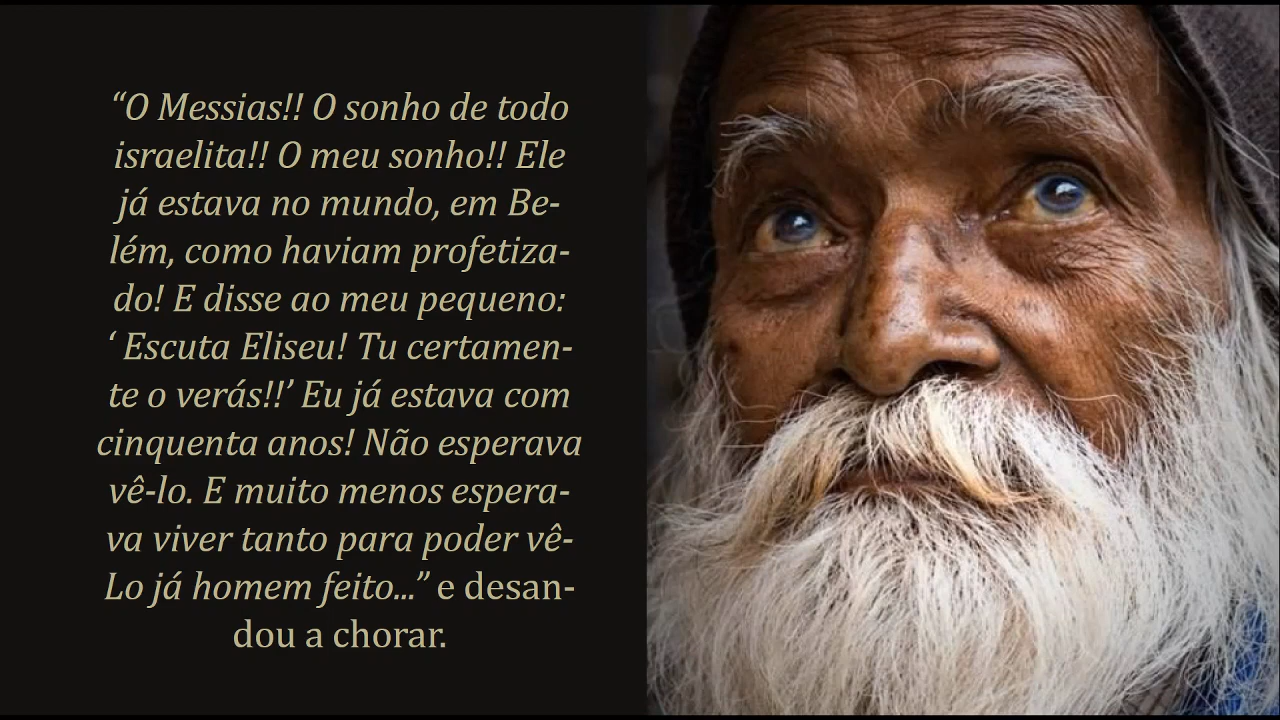 “O Messias!! O sonho de todo
israelita!! O meu sonho!! Ele
já estava no mundo, em Be-
lém, como haviam profetiza-
do! E disse ao meu pequeno:
‘ Escuta Eliseu! Tu certamen-
te o verás!!’ Eu já estava com
cinquenta anos! Não esperava
vê-lo. E muito menos espera-
va viver tanto para poder vê-
Lo já homem feito...” e desan-
dou a chorar.